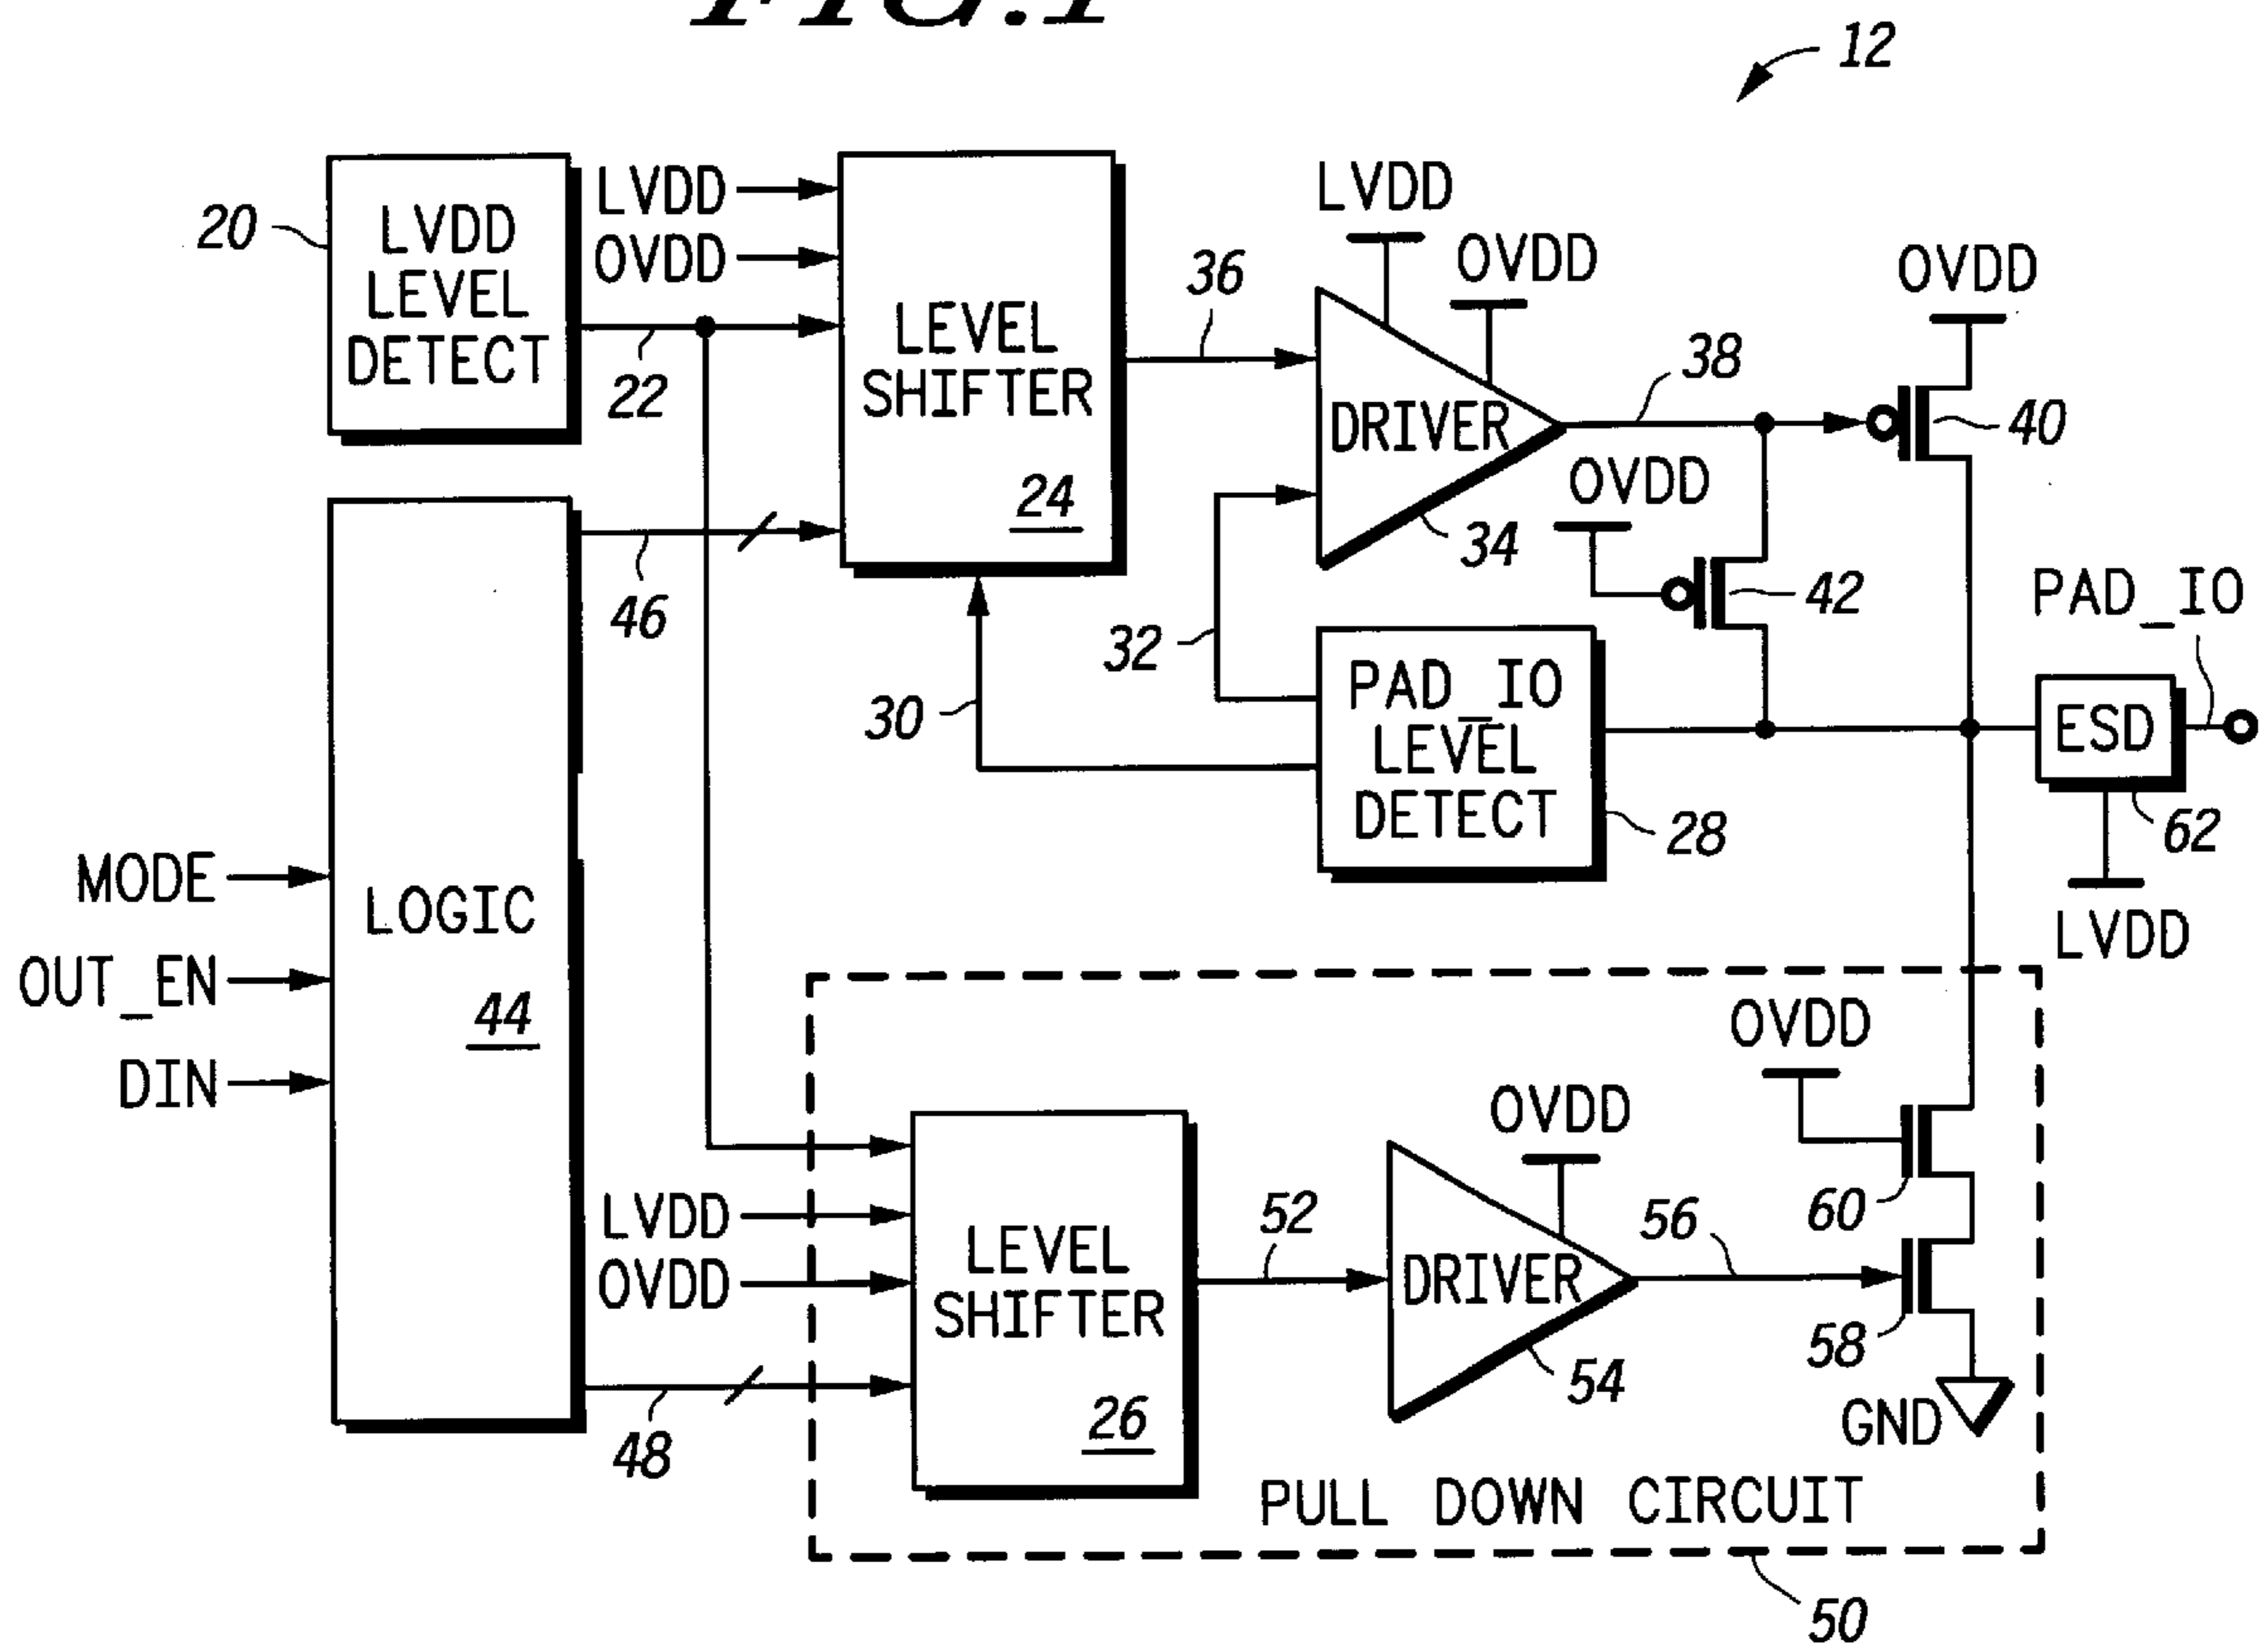 FIG.1
12
LVDD
LEVEL
DETECT
20
22
LVDD
OVDD
LEVEL
SHIFTER
24
36
LVDD
OVDD
DRIVER
34
38
OVDD
40
OVDD
42
32
30
46
PAD_IO
LEVEL
DETECT
28
PAD_IO
ESD
62
LVDD
MODE
OUT_EN
DIN
LOGIC
44
48
LVDD
OVDD
LEVEL
SHIFTER
26
52
OVDD
DRIVER
54
56
OVDD
60
58
GND
PULL DOWN CIRCUIT
50